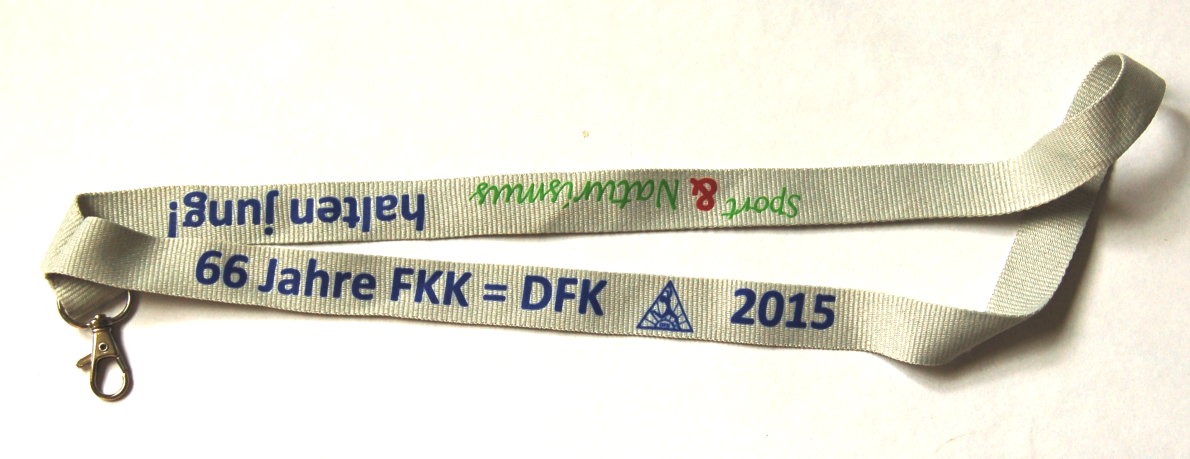 Sport & Naturismus halten jung!
66 Jahre FKK = DFK 2015